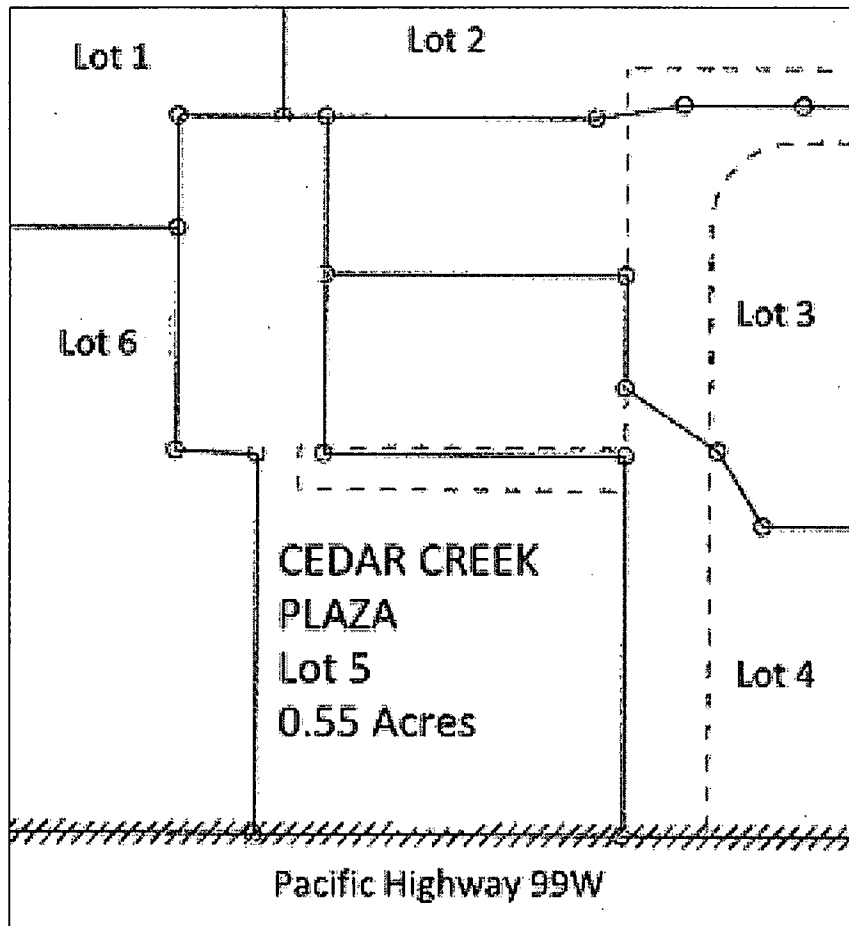 Lot 1
Lot 2
Lot 3
Lot 6
CEDAR CREEK
PLAZA
Lot 5
0.55 Acres
Lot 4
Pacific Highway 99W